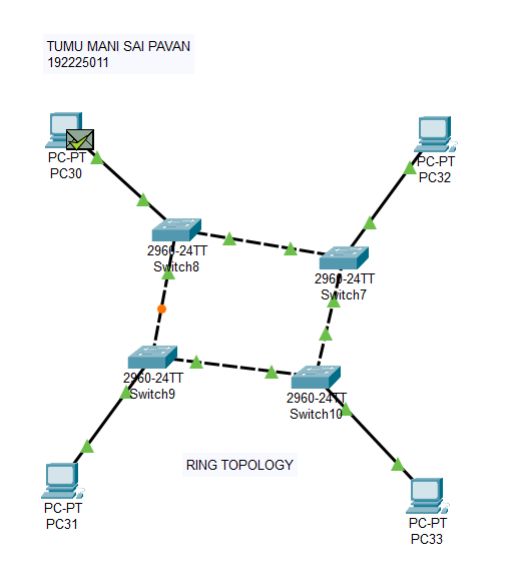 TUMU MANI SAI PAVAN
192225011
PC-PT
PC30
PC-PT
PC32
2960-24TT
Switch8
2960-24TT
Switch7
2960-24TT
Switch9
2960-24TT
Switch10
RING TOPOLOGY
PC-PT
PC31
PC-PT
PC33